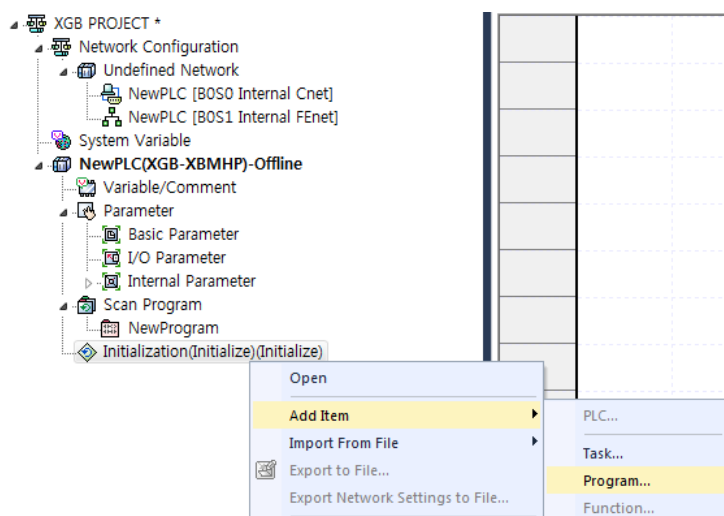 XGB PROJECT *
Network Configuration
Undefined Network
NewPLC [B0S0 Internal Cnet]
NewPLC [B0S1 Internal FEnet]
System Variable
NewPLC(XGB-XBMHP)-Offline
Variable/Comment
Parameter
Basic Parameter
I/O Parameter
Internal Parameter
Scan Program
NewProgram
Initialization(Initialize)(Initialize)
Open
Add Item
Import From File
Export to File...
Export Network Settings to File...
PLC...
Task...
Program...
Function...